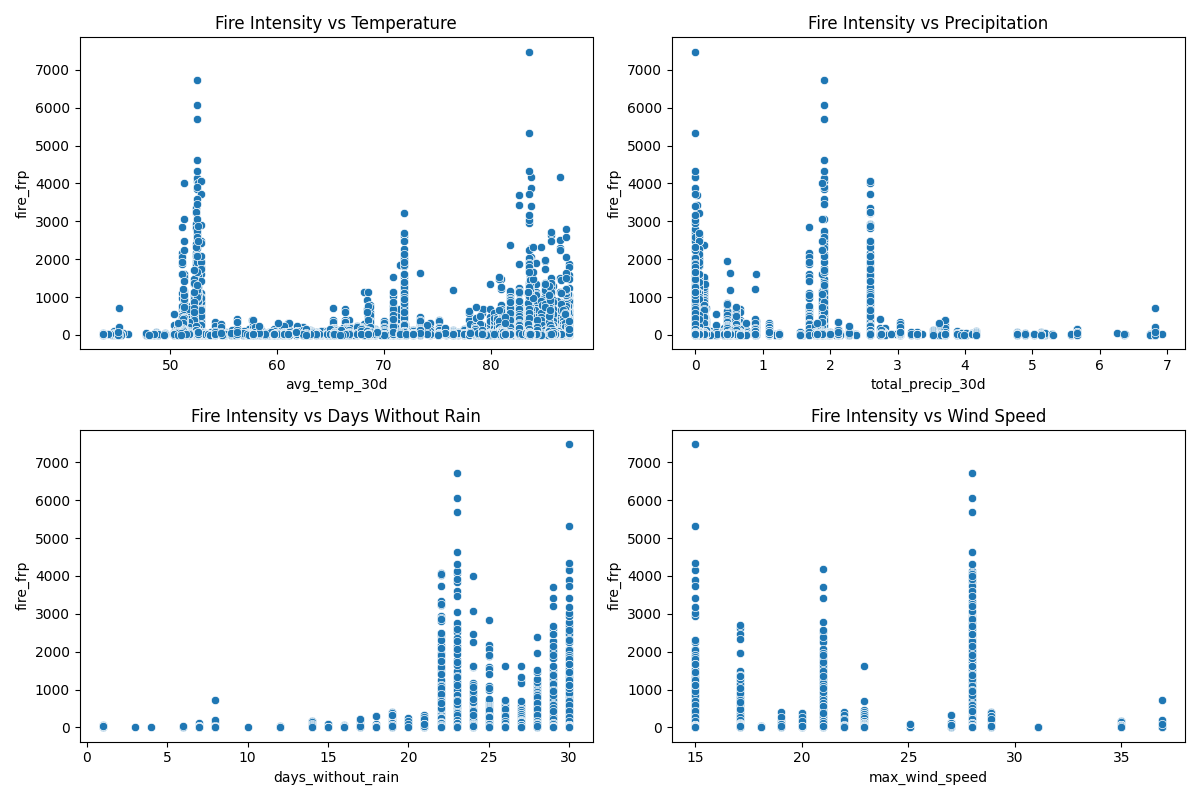 Fire Intensity vs Temperature
fire_frp
7000
6000
5000
4000
3000
2000
1000
0
50 60 70 80
avg_temp_30d
Fire Intensity vs Precipitation
fire_frp
7000
6000
5000
4000
3000
2000
1000
0
0 1 2 3 4 5 6 7
total_precip_30d
Fire Intensity vs Days Without Rain
fire_frp
7000
6000
5000
4000
3000
2000
1000
0
0 5 10 15 20 25 30
days_without_rain
Fire Intensity vs Wind Speed
fire_frp
7000
6000
5000
4000
3000
2000
1000
0
15 20 25 30 35
max_wind_speed